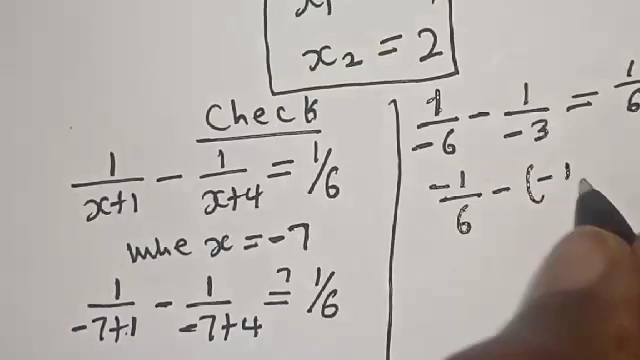 x₂ = 2
Check
1/(x+1) - 1/(x+4) = 1/6
whe x = -7
1/(-7+1) - 1/(-7+4) ?= 1/6
1/-6 - 1/-3 = 1/6
-1/6 - (-1